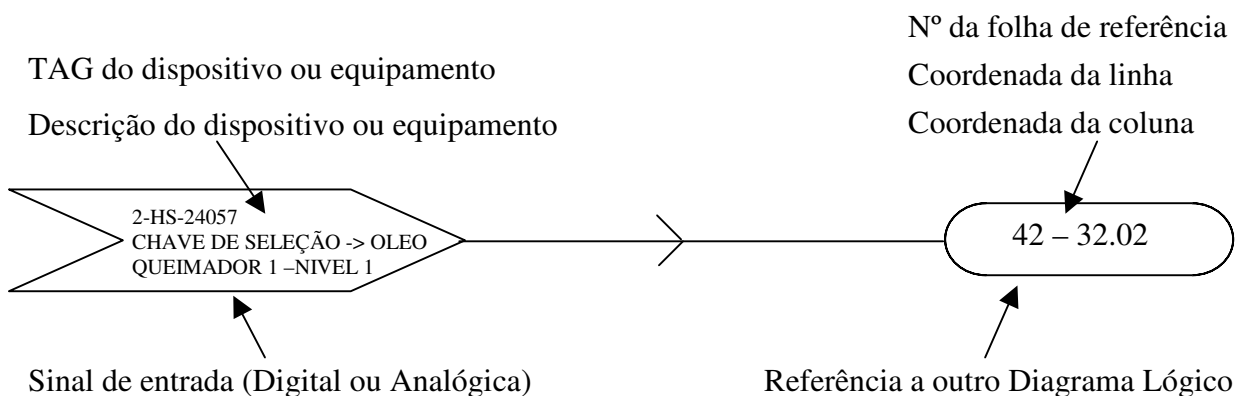 TAG do dispositivo ou equipamento
Descrição do dispositivo ou equipamento
Nº da folha de referência
Coordenada da linha
Coordenada da coluna
2-HS-24057
CHAVE DE SELEÇÃO -> OLEO
QUEIMADOR 1 –NIVEL 1
42 – 32.02
Sinal de entrada (Digital ou Analógica)
Referência a outro Diagrama Lógico